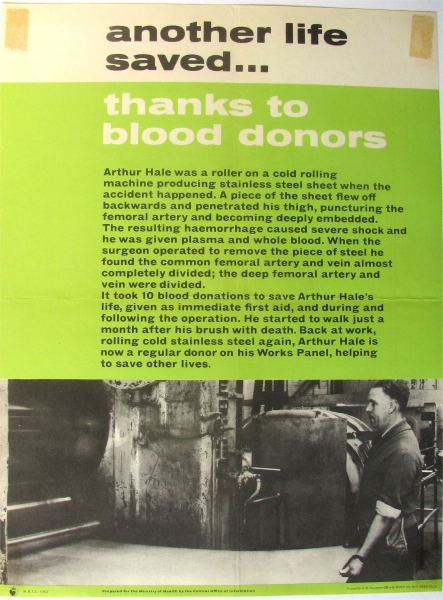 another life
saved...
thanks to
blood donors
Arthur Hale was a roller on a cold rolling
machine producing stainless steel sheet when the
accident happened. A piece of the sheet flew off
backwards and penetrated his thigh, puncturing the
femoral artery and becoming deeply embedded.
The resulting haemorrhage caused severe shock and
he was given plasma and whole blood. When the
surgeon operated to remove the piece of steel he
found the common femoral artery and vein almost
completely divided; the deep femoral artery and
vein were divided.
It took 10 blood donations to save Arthur Hale's
life, given as immediate first aid, and during and
following the operation. He started to walk just a
month after his brush with death. Back at work,
rolling cold stainless steel again, Arthur Hale is
now a regular donor on his Works Panel, helping
to save other lives.
Prepared for the Ministry of Health by the Central Office of Information